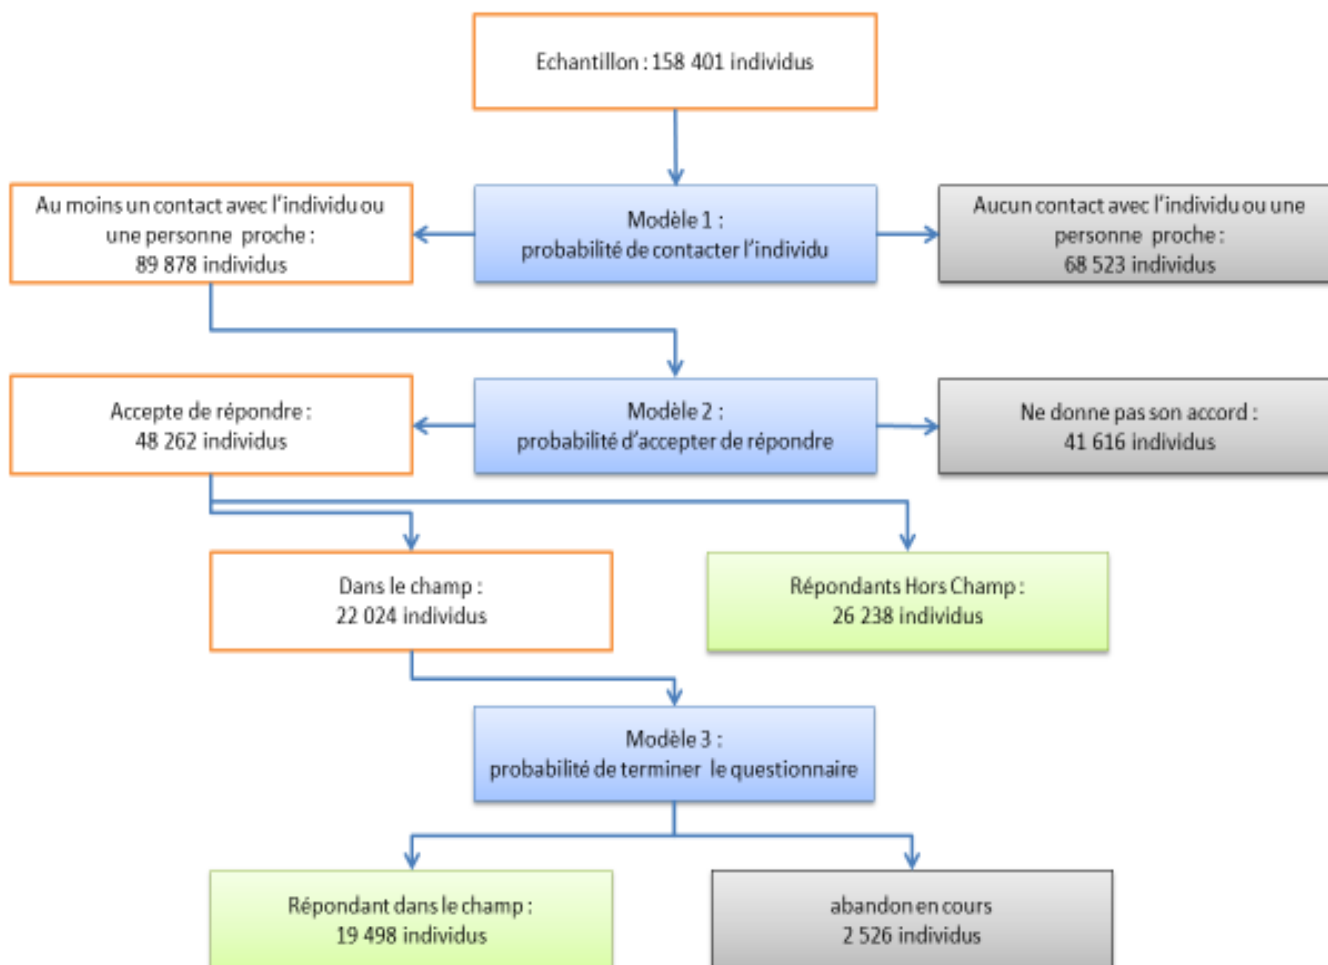 Echantillon : 158 401 individus
Au moins un contact avec l'individu ou
une personne proche :
89 878 individus
Modèle 1 :
probabilité de contacter l'individu
Aucun contact avec l'individu ou une
personne proche :
68 523 individus
Accepte de répondre :
48 262 individus
Modèle 2 :
probabilité d'accepter de répondre
Ne donne pas son accord :
41 616 individus
Dans le champ :
22 024 individus
Répondants Hors Champ :
26 238 individus
Modèle 3 :
probabilité de terminer le questionnaire
Répondant dans le champ :
19 498 individus
abandon en cours
2 526 individus